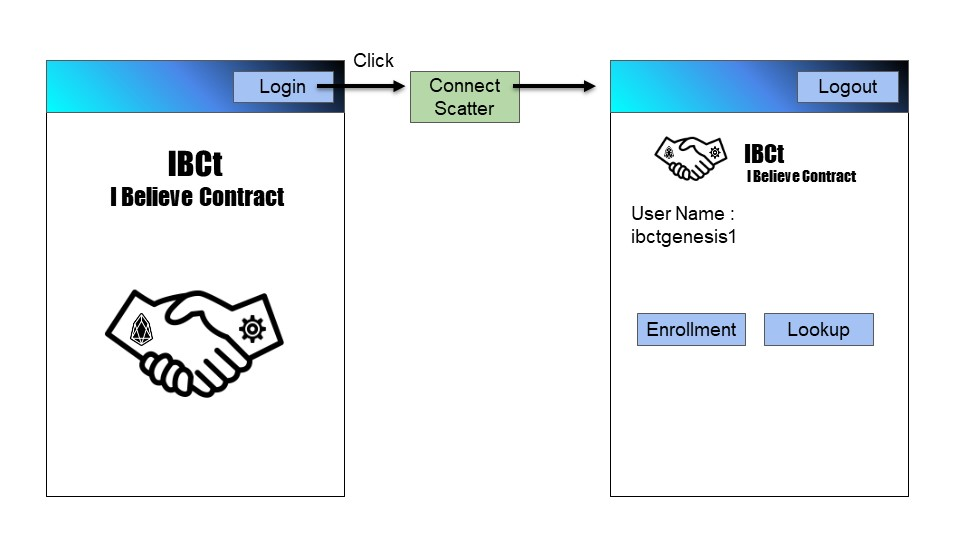 Click
Login
Connect
Scatter
Logout
IBCt
I Believe Contract
IBCt
I Believe Contract
User Name :
ibctgenesis1
Enrollment
Lookup